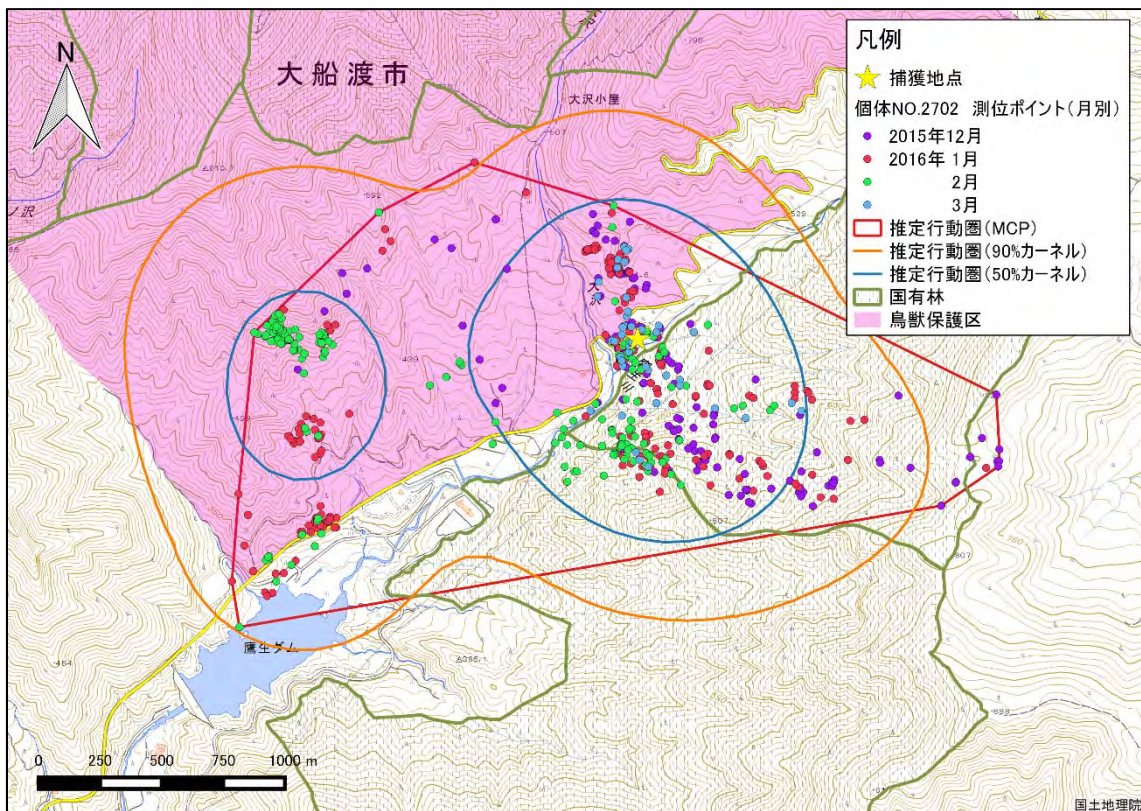 凡例
捕獲地点
個体NO.2702 測位ポイント(月別)
2015年12月
2016年 1月
2月
3月
推定行動圏(MCP)
推定行動圏(90%カーネル)
推定行動圏(50%カーネル)
国有林
鳥獣保護区
N
大船渡市
大沢小屋
大沢
鷹生ダム
0 250 500 750 1000 m
国土地理院